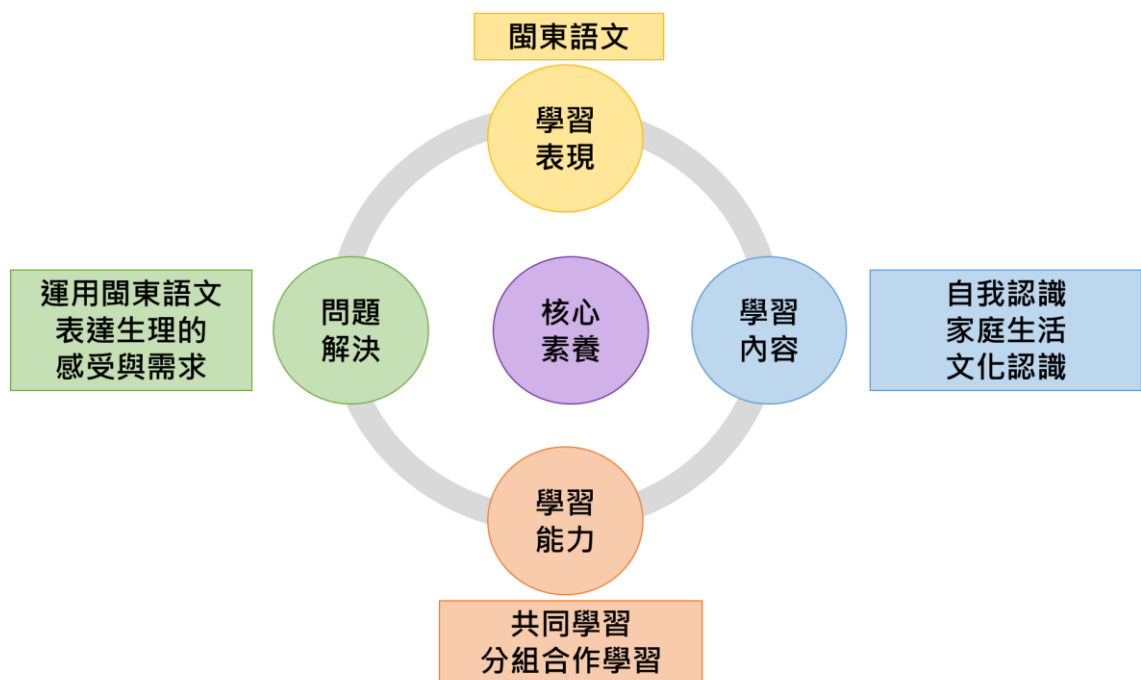 閩東語文
學習
表現
運用閩東語文
表達生理的
感受與需求
問題
解決
核心
素養
學習
內容
自我認識
家庭生活
文化認識
學習
能力
共同學習
分組合作學習